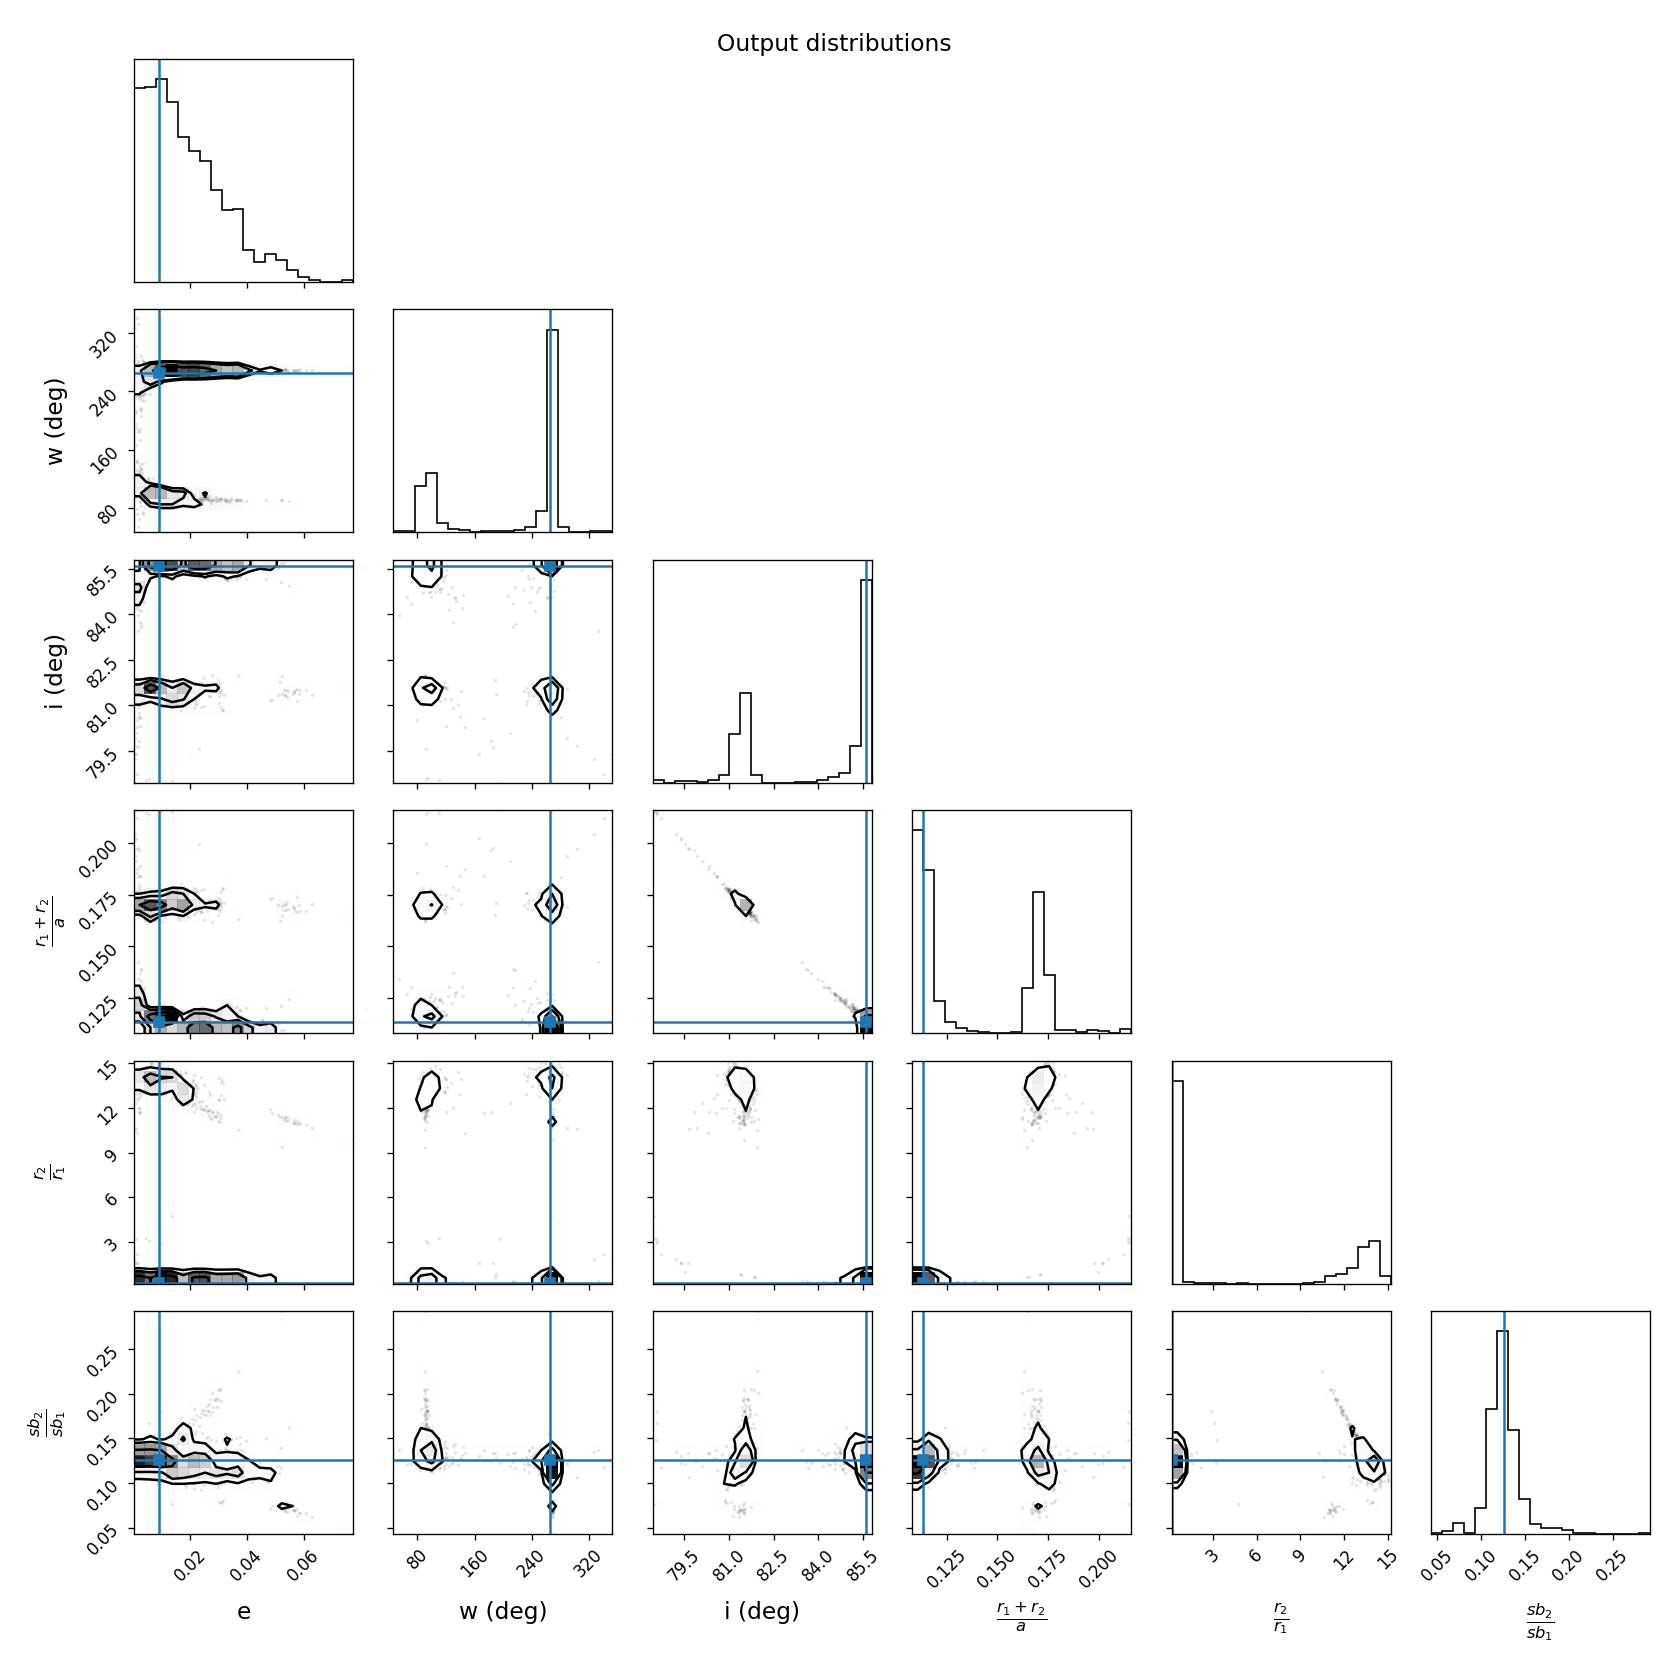 Output distributions
w (deg)
320
240
160
80
i (deg)
85.5
84.0
82.5
81.0
79.5
r1 + r2
a
0.200
0.175
0.150
0.125
r2
r1
15
12
9
6
3
sb2
sb1
0.25
0.20
0.15
0.10
0.05
0.02 0.04 0.06
80 160 240 320
79.5 81.0 82.5 84.0 85.5
0.125 0.150 0.175 0.200
3 6 9 12 15
0.05 0.10 0.15 0.20 0.25
e
w (deg)
i (deg)
r1 + r2
a
r2
r1
sb2
sb1